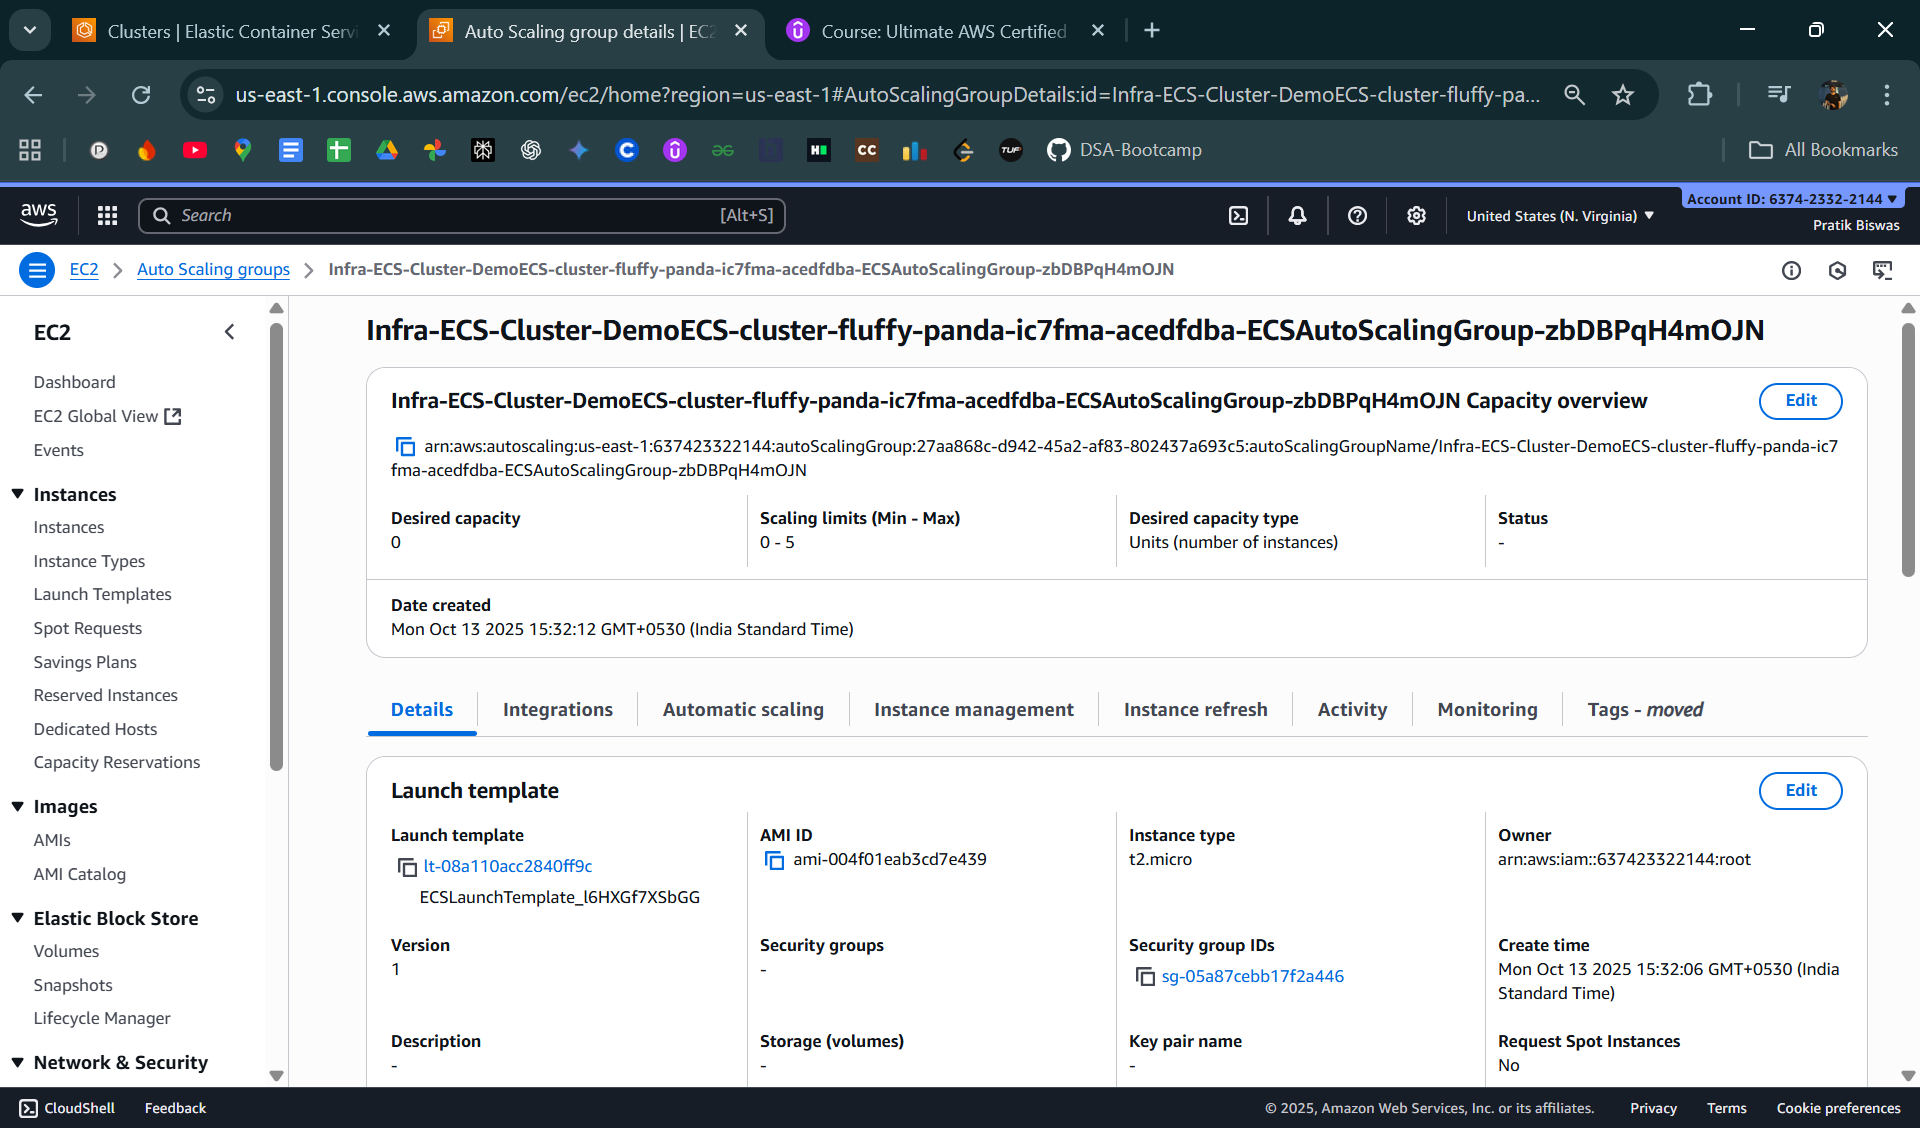 Clusters | Elastic Container Servi
Auto Scaling group details | EC2
Course: Ultimate AWS Certified
us-east-1.console.aws.amazon.com/ec2/home?region=us-east-1#AutoScalingGroupDetails:id=Infra-ECS-Cluster-DemoECS-cluster-fluffy-pa...
DSA-Bootcamp
All Bookmarks
aws
Search
[Alt+S]
United States (N. Virginia)
Account ID: 6374-2332-2144
Pratik Biswas
EC2
Auto Scaling groups
Infra-ECS-Cluster-DemoECS-cluster-fluffy-panda-ic7fma-acedfdba-ECSAutoScalingGroup-zbDBPqH4mOJN
EC2
Dashboard
EC2 Global View
Events
Instances
Instances
Instance Types
Launch Templates
Spot Requests
Savings Plans
Reserved Instances
Dedicated Hosts
Capacity Reservations
Images
AMIs
AMI Catalog
Elastic Block Store
Volumes
Snapshots
Lifecycle Manager
Network & Security
Infra-ECS-Cluster-DemoECS-cluster-fluffy-panda-ic7fma-acedfdba-ECSAutoScalingGroup-zbDBPqH4mOJN
Infra-ECS-Cluster-DemoECS-cluster-fluffy-panda-ic7fma-acedfdba-ECSAutoScalingGroup-zbDBPqH4mOJN Capacity overview
Edit
arn:aws:autoscaling:us-east-1:637423322144:autoScalingGroup:27aa868c-d942-45a2-af83-802437a693c5:autoScalingGroupName/Infra-ECS-Cluster-DemoECS-cluster-fluffy-panda-ic7
fma-acedfdba-ECSAutoScalingGroup-zbDBPqH4mOJN
Desired capacity
0
Scaling limits (Min - Max)
0 - 5
Desired capacity type
Units (number of instances)
Status
-
Date created
Mon Oct 13 2025 15:32:12 GMT+0530 (India Standard Time)
Details
Integrations
Automatic scaling
Instance management
Instance refresh
Activity
Monitoring
Tags - moved
Launch template
Edit
Launch template
lt-08a110acc2840ff9c
ECSLaunchTemplate_l6HXGf7XSbGG
AMI ID
ami-004f01eab3cd7e439
Instance type
t2.micro
Owner
arn:aws:iam::637423322144:root
Version
1
Security groups
-
Security group IDs
sg-05a87cebb17f2a446
Create time
Mon Oct 13 2025 15:32:06 GMT+0530 (India
Standard Time)
Description
-
Storage (volumes)
-
Key pair name
-
Request Spot Instances
No
CloudShell
Feedback
© 2025, Amazon Web Services, Inc. or its affiliates.
Privacy
Terms
Cookie preferences